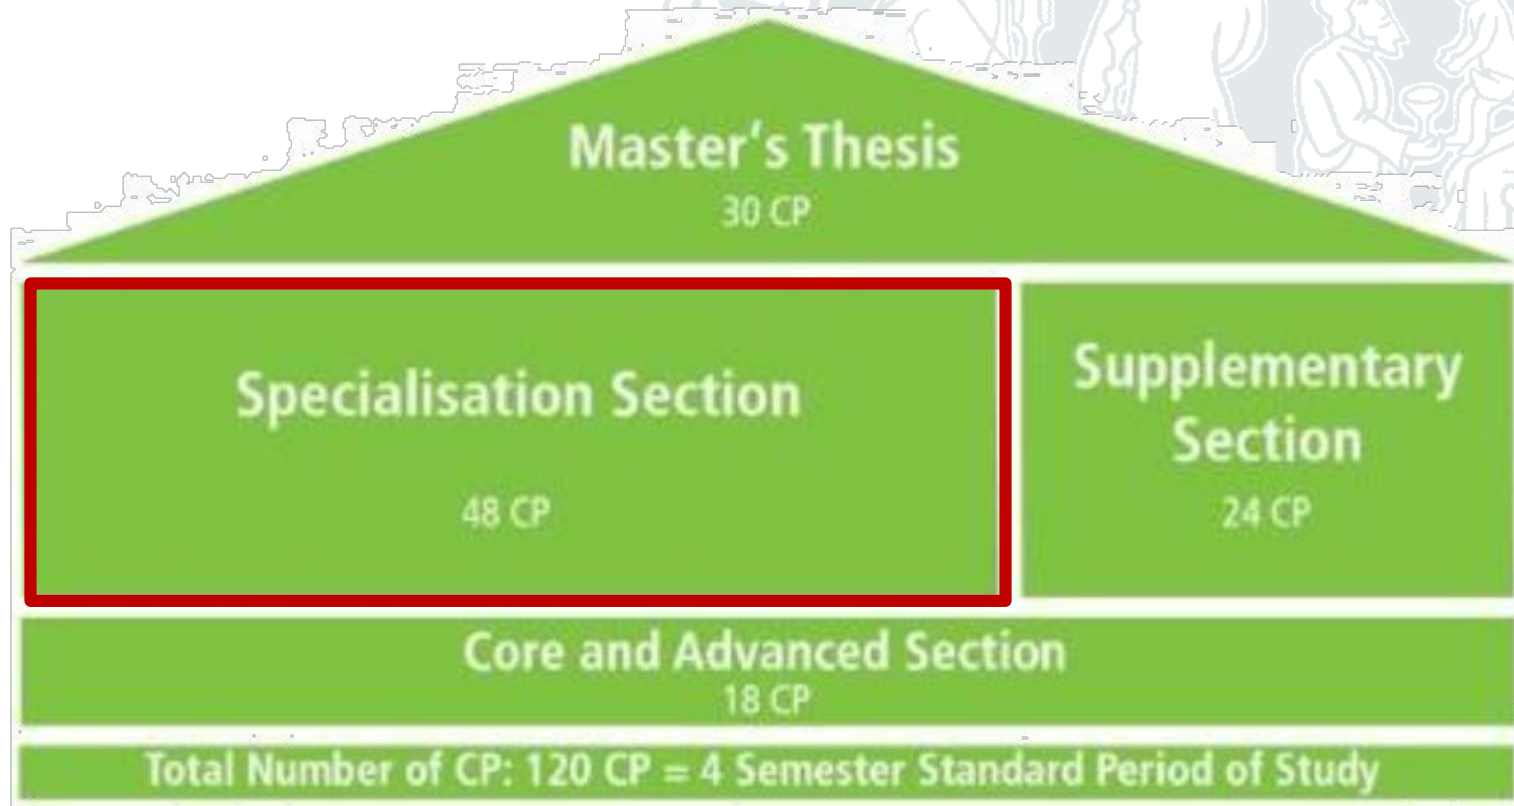 Master's Thesis
30 CP
Specialisation Section
48 CP
Supplementary
Section
24 CP
Core and Advanced Section
18 CP
Total Number of CP: 120 CP = 4 Semester Standard Period of Study